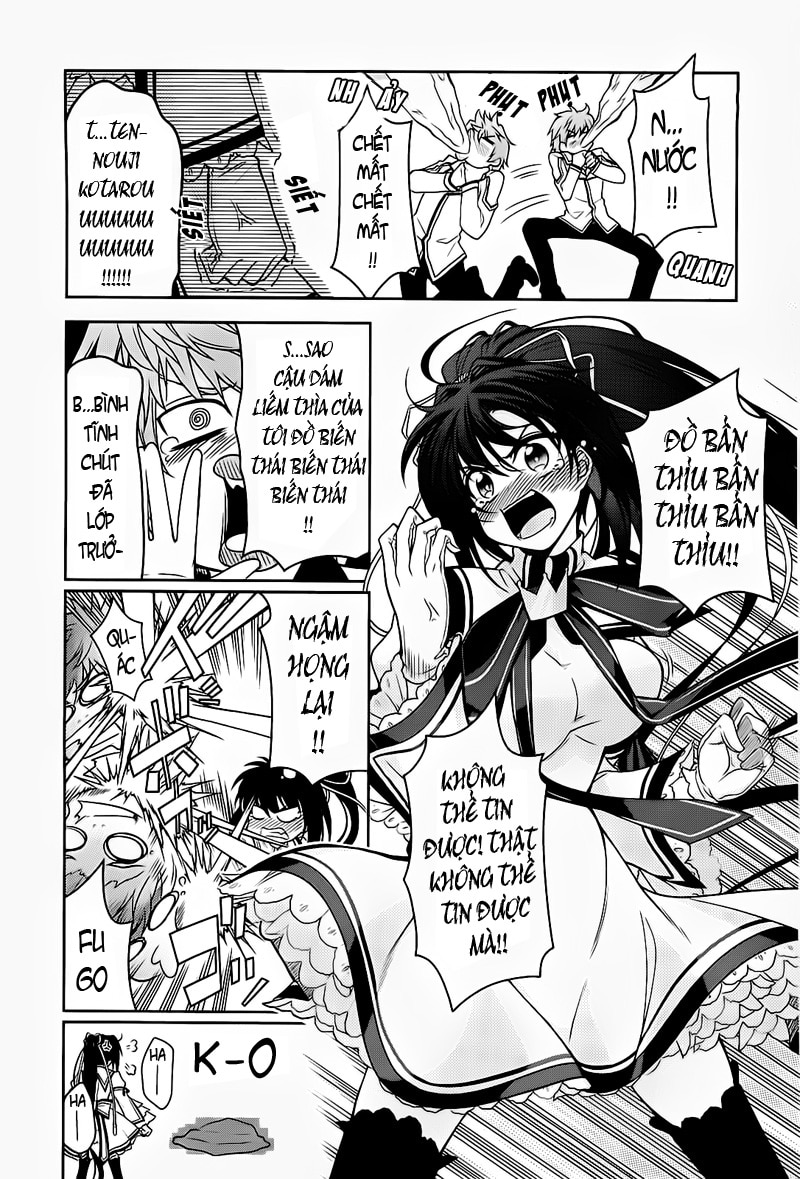 N...
NƯỚC
!!
PHỤT
PHỤT
QUANH
NH ẢY
CHẾT
MẤT
CHẾT
MẤT
!!
SIẾT
SIẾT
T...TEN-
NOUJI
KOTAROU
UUUUUU
UUUUUU
!!!!!!
ĐỒ BẨN
THỈU BẨN
THỈU BẨN
THỈU!!
KHÔNG
THỂ TIN
ĐƯỢC! THẬT
KHÔNG THỂ
TIN ĐƯỢC
MÀ!!
S...SAO
CẬU DÁM
LIẾM THÌA CỦA
TÔI ĐỒ BIẾN
THÁI BIẾN THÁI
BIẾN THÁI
!!
B...BÌNH
TĨNH
CHÚT
ĐÃ
LỚP
TRƯỞ-
NGẬM
HỌNG
LẠI
!!
QU-
ÁC
FU
GO
K-O
HA
HA